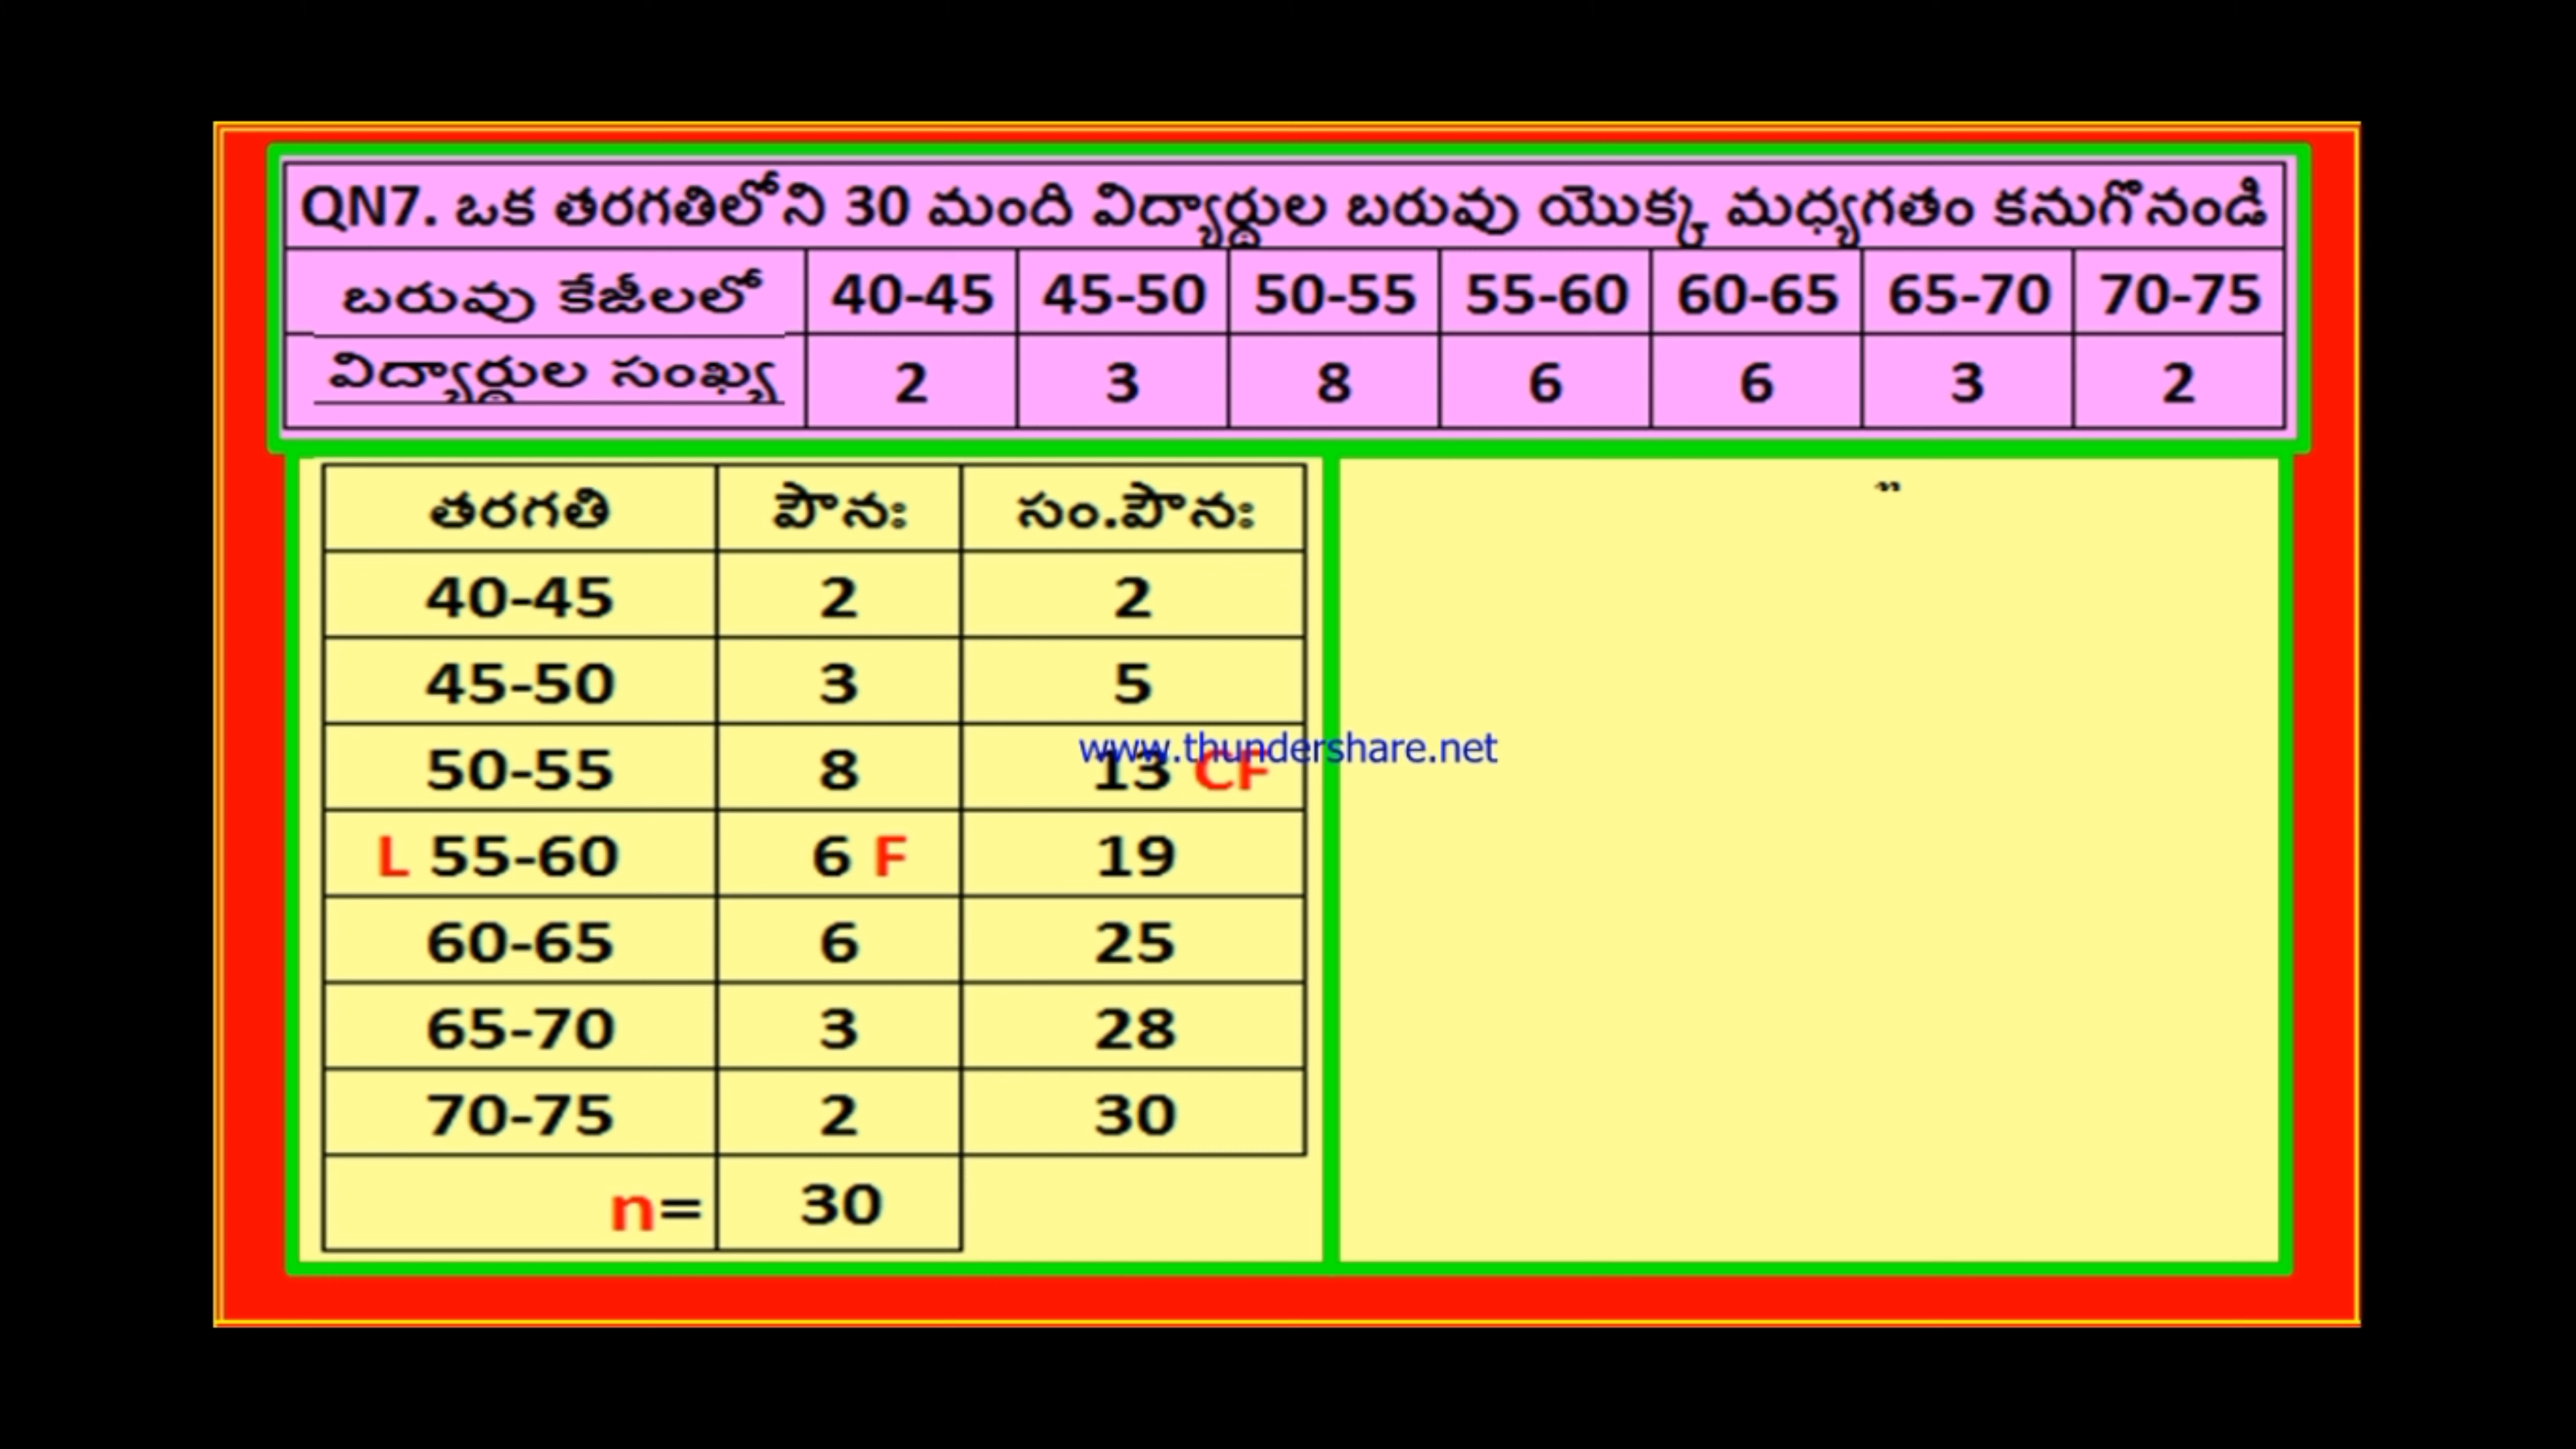 QN7. ఒక తరగతిలోని 30 మంది విద్యార్థుల బరువు యొక్క మధ్యగతం కనుగొనండి
బరువు కేజీలలో 40-45 45-50 50-55 55-60 60-65 65-70 70-75
విద్యార్థుల సంఖ్య 2 3 8 6 6 3 2
తరగతి పౌనః సం.పౌనః
40-45 2 2
45-50 3 5
www.thundershare.net
50-55 8 13 CF
L 55-60 6 F 19
60-65 6 25
65-70 3 28
70-75 2 30
n= 30